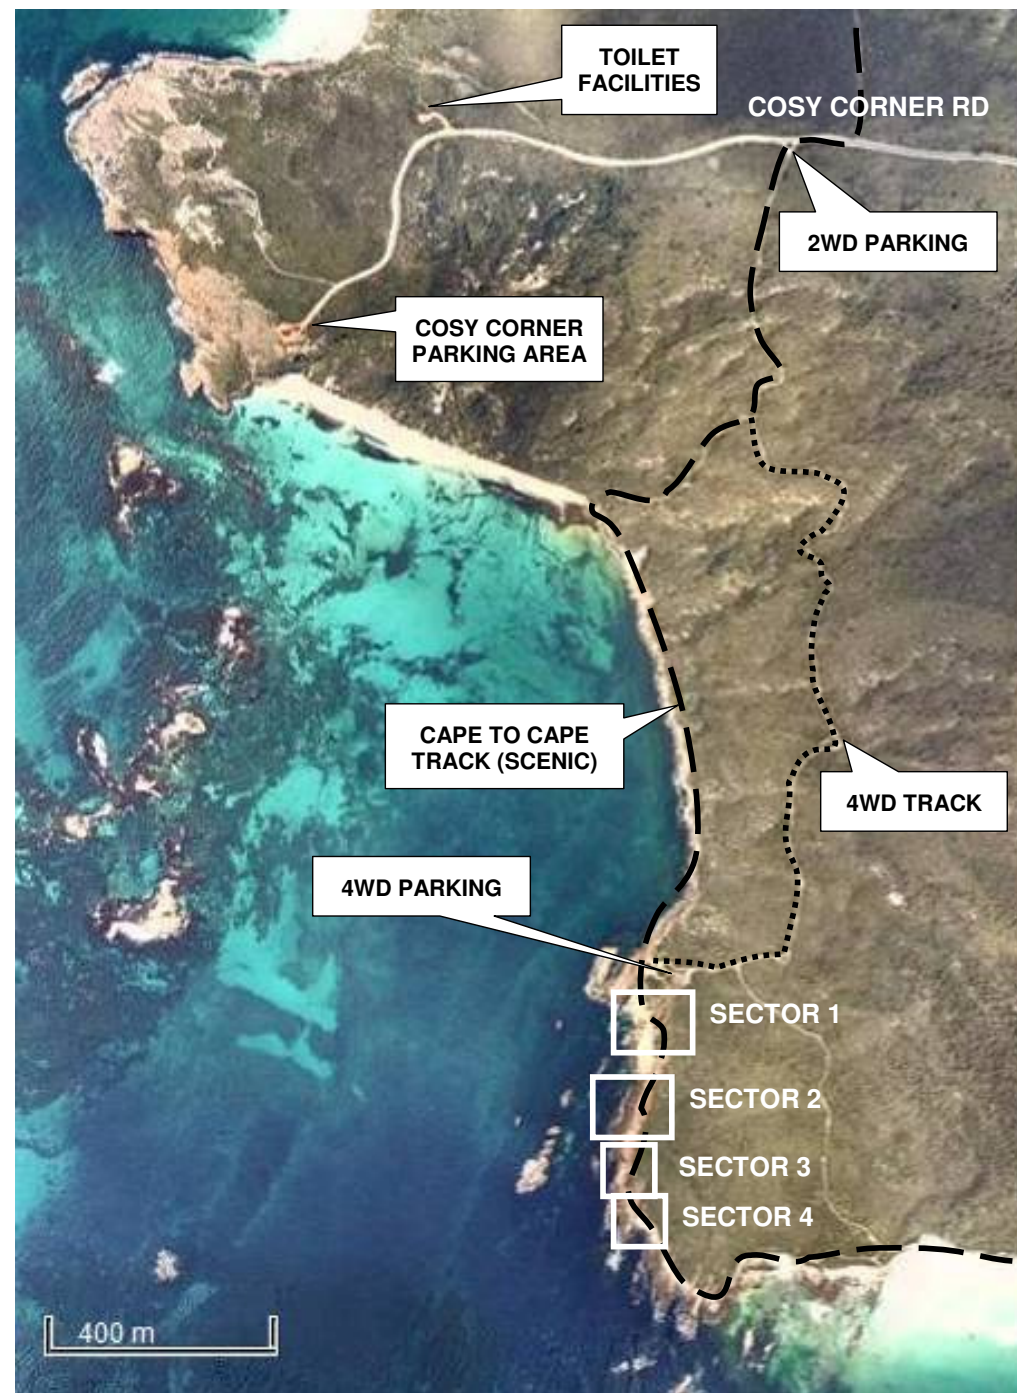 TOILET
FACILITIES
COSY CORNER RD
2WD PARKING
COSY CORNER
PARKING AREA
CAPE TO CAPE
TRACK (SCENIC)
4WD TRACK
4WD PARKING
SECTOR 1
SECTOR 2
SECTOR 3
SECTOR 4
400 m